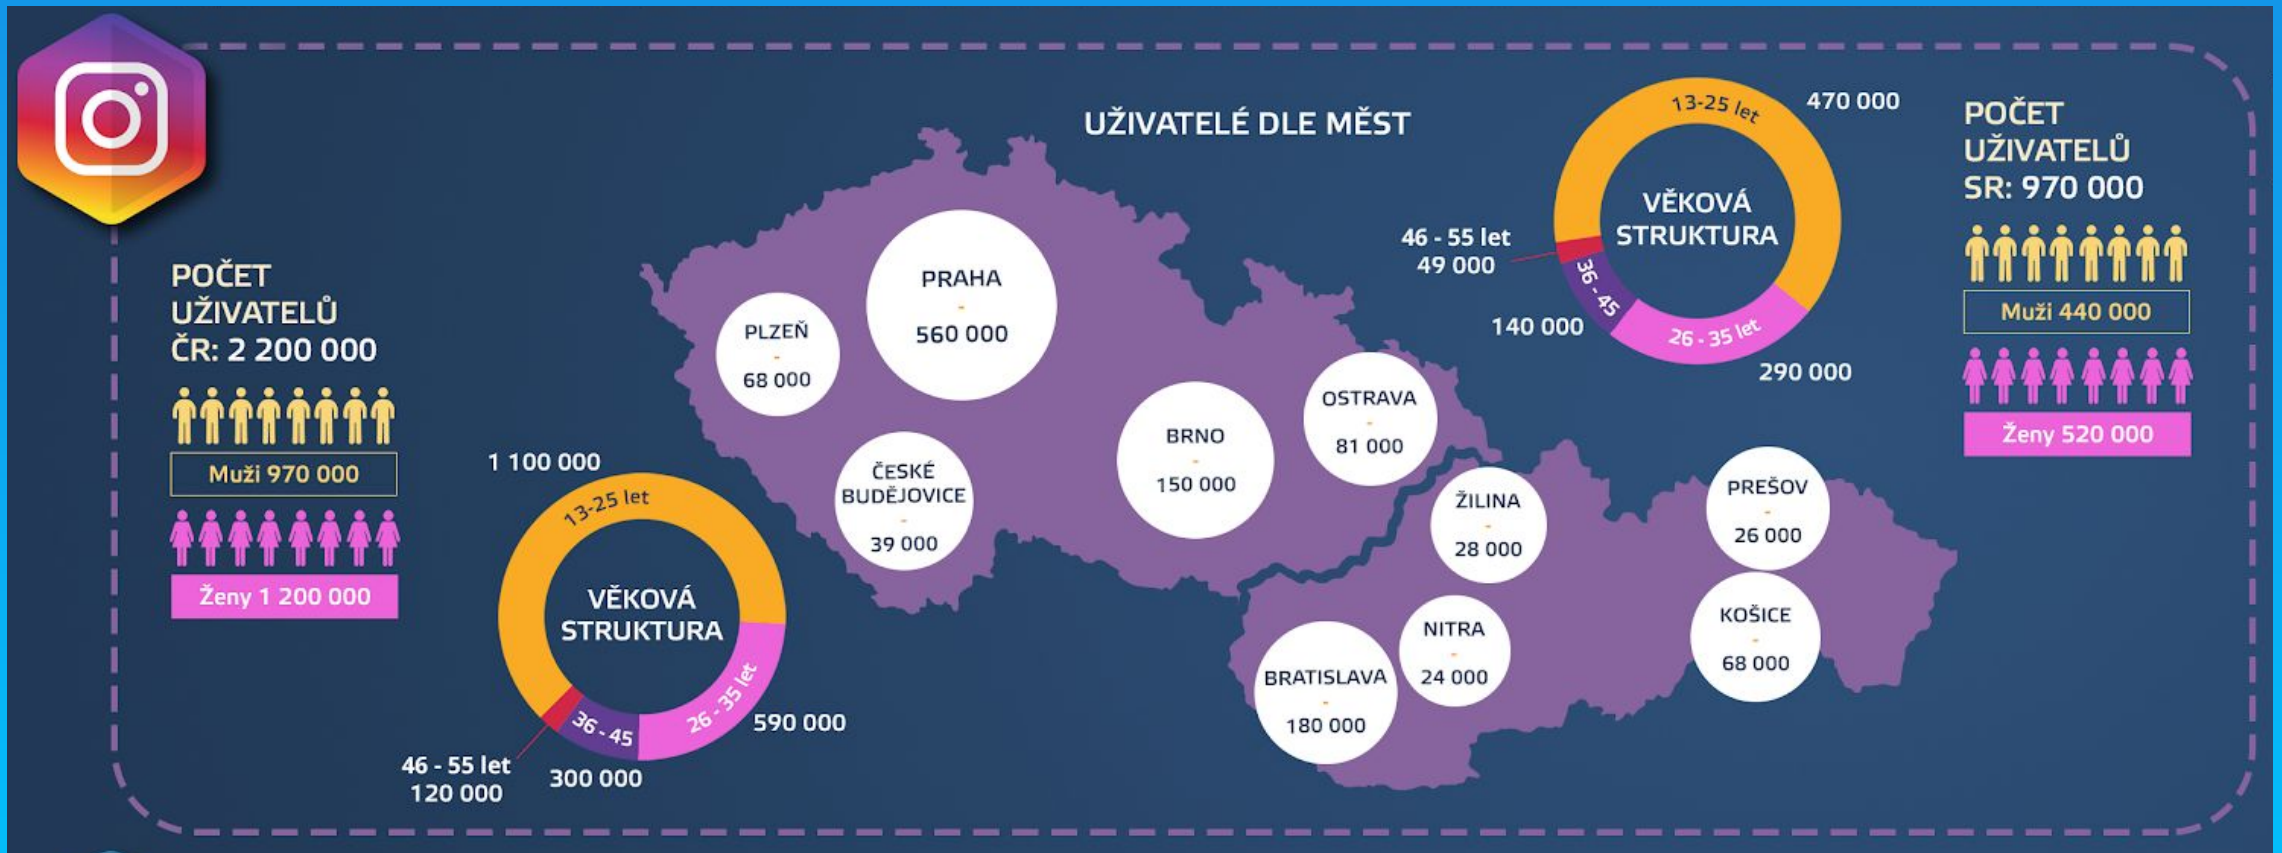 UŽIVATELÉ DLE MĚST
POČET
UŽIVATELŮ
ČR: 2 200 000
Muži 970 000
Ženy 1 200 000
1 100 000
13-25 let
VĚKOVÁ
STRUKTURA
26 - 35 let
590 000
36 - 45
300 000
46 - 55 let
120 000
PLZEŇ
-
68 000
PRAHA
-
560 000
ČESKÉ
BUDĚJOVICE
-
39 000
BRNO
-
150 000
OSTRAVA
-
81 000
ŽILINA
-
28 000
NITRA
-
24 000
BRATISLAVA
-
180 000
PREŠOV
-
26 000
KOŠICE
-
68 000
13-25 let
470 000
VĚKOVÁ
STRUKTURA
46 - 55 let
49 000
36 - 45
140 000
26 - 35 let
290 000
POČET
UŽIVATELŮ
SR: 970 000
Muži 440 000
Ženy 520 000